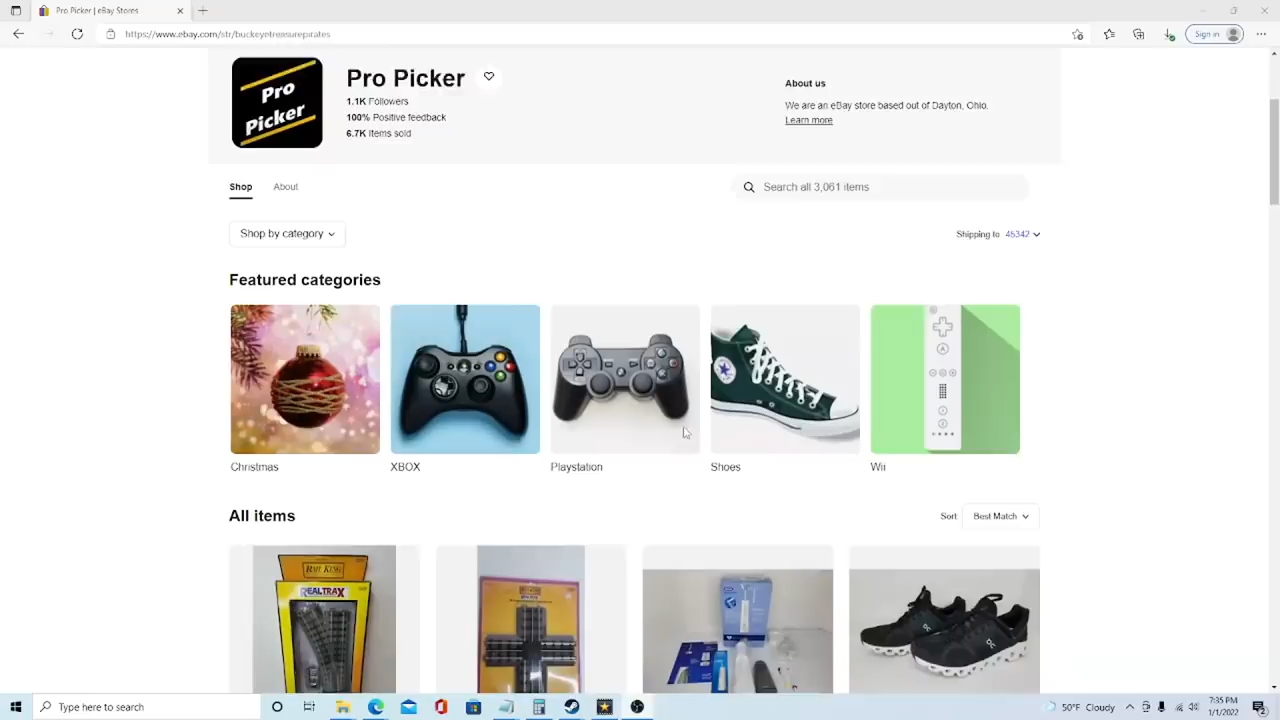 Pro Picker | eBay Stores
https://www.ebay.com/str/buckeyetreasurepirates
Sign in
Pro
Picker
Pro Picker
1.1K Followers
100% Positive feedback
6.7K Items sold
About us
We are an eBay store based out of Dayton, Ohio.
Learn more
Shop
About
Search all 3,061 items
Shop by category
Shipping to 45342
Featured categories
Christmas
XBOX
Playstation
Shoes
Wii
All items
Sort
Best Match
RAIL KING
REALTRAX
Type here to search
50°F Cloudy
7:35 PM
1/1/2022